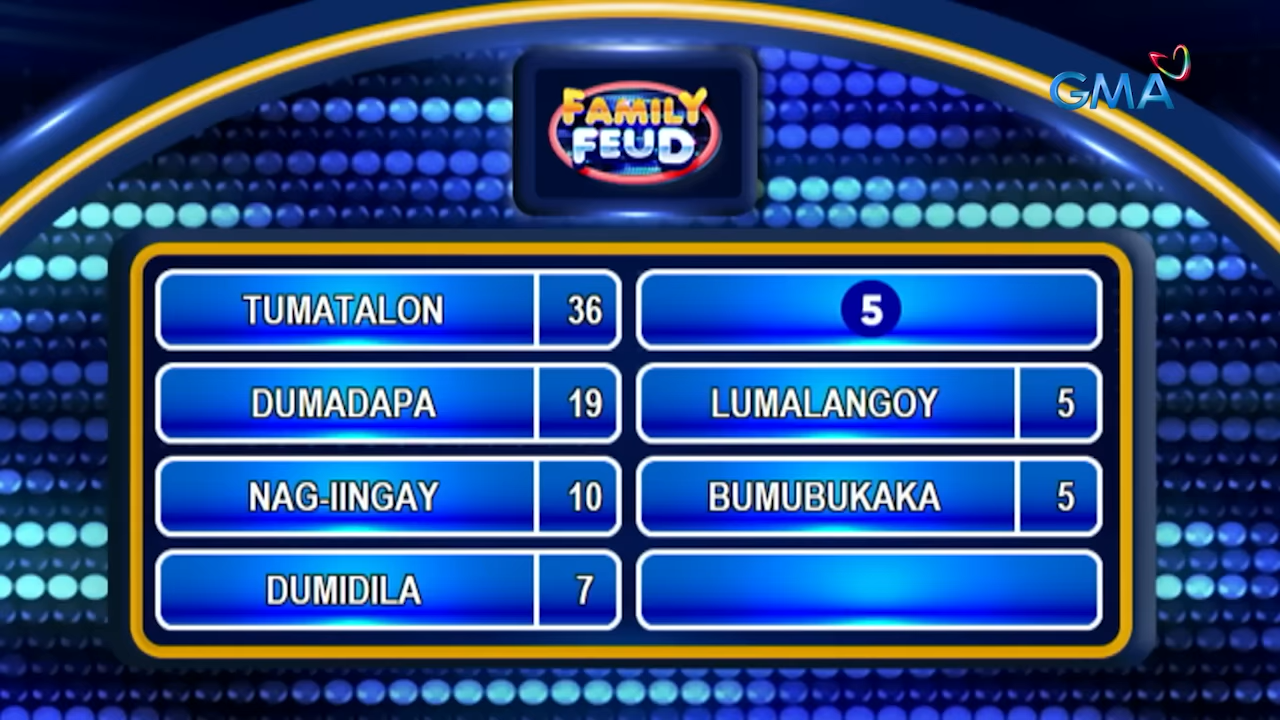 FAMILY
FEUD
GMA
TUMATALON 36
DUMADAPA 19
NAG-IINGAY 10
DUMIDILA 7
5
LUMALANGOY 5
BUMUBUKAKA 5